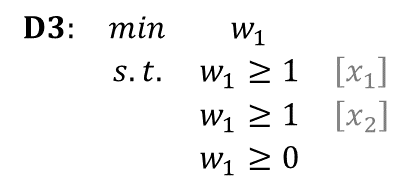 D3: min w₁
s.t. w₁ ≥ 1 [x₁]
w₁ ≥ 1 [x₂]
w₁ ≥ 0